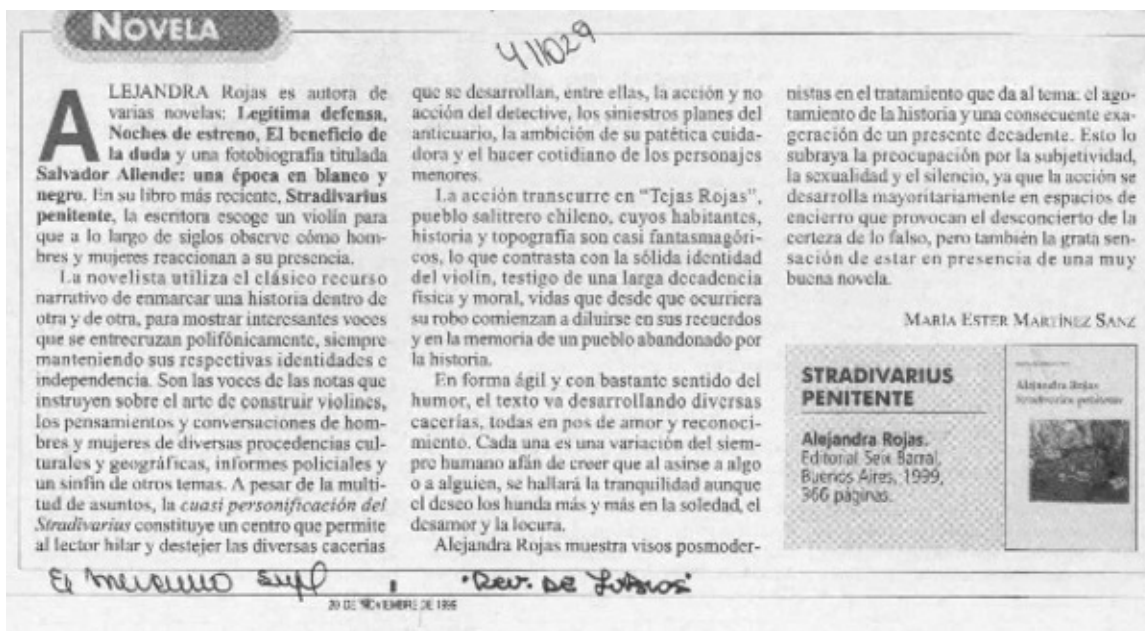 NOVELA
411029
ALEJANDRA Rojas es autora de
varias novelas: Legítima defensa,
Noches de estreno, El beneficio de
la duda y una fotobiografía titulada
Salvador Allende: una época en blanco y
negro. En su libro más reciente, Stradivarius
penitente, la escritora escoge un violín para
que a lo largo de siglos observe cómo hom-
bres y mujeres reaccionan a su presencia.
La novelista utiliza el clásico recurso
narrativo de enmarcar una historia dentro de
otra y de otra, para mostrar interesantes voces
que se entrecruzan polifónicamente, siempre
manteniendo sus respectivas identidades e
independencia. Son las voces de las notas que
instruyen sobre el arte de construir violines,
los pensamientos y conversaciones de hom-
bres y mujeres de diversas procedencias cul-
turales y geográficas, informes policiales y
un sinfín de otros temas. A pesar de la multi-
tud de asuntos, la cuasi personificación del
Stradivarius constituye un centro que permite
al lector hilar y destejer las diversas cacerías
que se desarrollan, entre ellas, la acción y no
acción del detective, los siniestros planes del
anticuario, la ambición de su patética cuida-
dora y el hacer cotidiano de los personajes
menores.
La acción transcurre en "Tejas Rojas",
pueblo salitrero chileno, cuyos habitantes,
historia y topografía son casi fantasmagóri-
cos, lo que contrasta con la sólida identidad
del violín, testigo de una larga decadencia
física y moral, vidas que desde que ocurriera
su robo comienzan a diluirse en sus recuerdos
y en la memoria de un pueblo abandonado por
la historia.
En forma ágil y con bastante sentido del
humor, el texto va desarrollando diversas
cacerías, todas en pos de amor y reconoci-
miento. Cada una es una variación del siem-
pre humano afán de creer que al asirse a algo
o a alguien, se hallará la tranquilidad aunque
el deseo los hunda más y más en la soledad, el
desamor y la locura.
Alejandra Rojas muestra visos posmoder-
nistas en el tratamiento que da al tema: el ago-
tamiento de la historia y una consecuente exa-
geración de un presente decadente. Esto lo
subraya la preocupación por la subjetividad,
la sexualidad y el silencio, ya que la acción se
desarrolla mayoritariamente en espacios de
encierro que provocan el desconcierto de la
certeza de lo falso, pero también la grata sen-
sación de estar en presencia de una muy
buena novela.
MARÍA ESTER MARTÍNEZ SANZ
STRADIVARIUS
PENITENTE
Alejandra Rojas.
Editorial Seix Barral,
Buenos Aires, 1999,
366 páginas.
Alejandra Rojas
Stradivarius penitente
El Mercurio Supl "Rev. DE Libros"
20 DE NOVIEMBRE DE